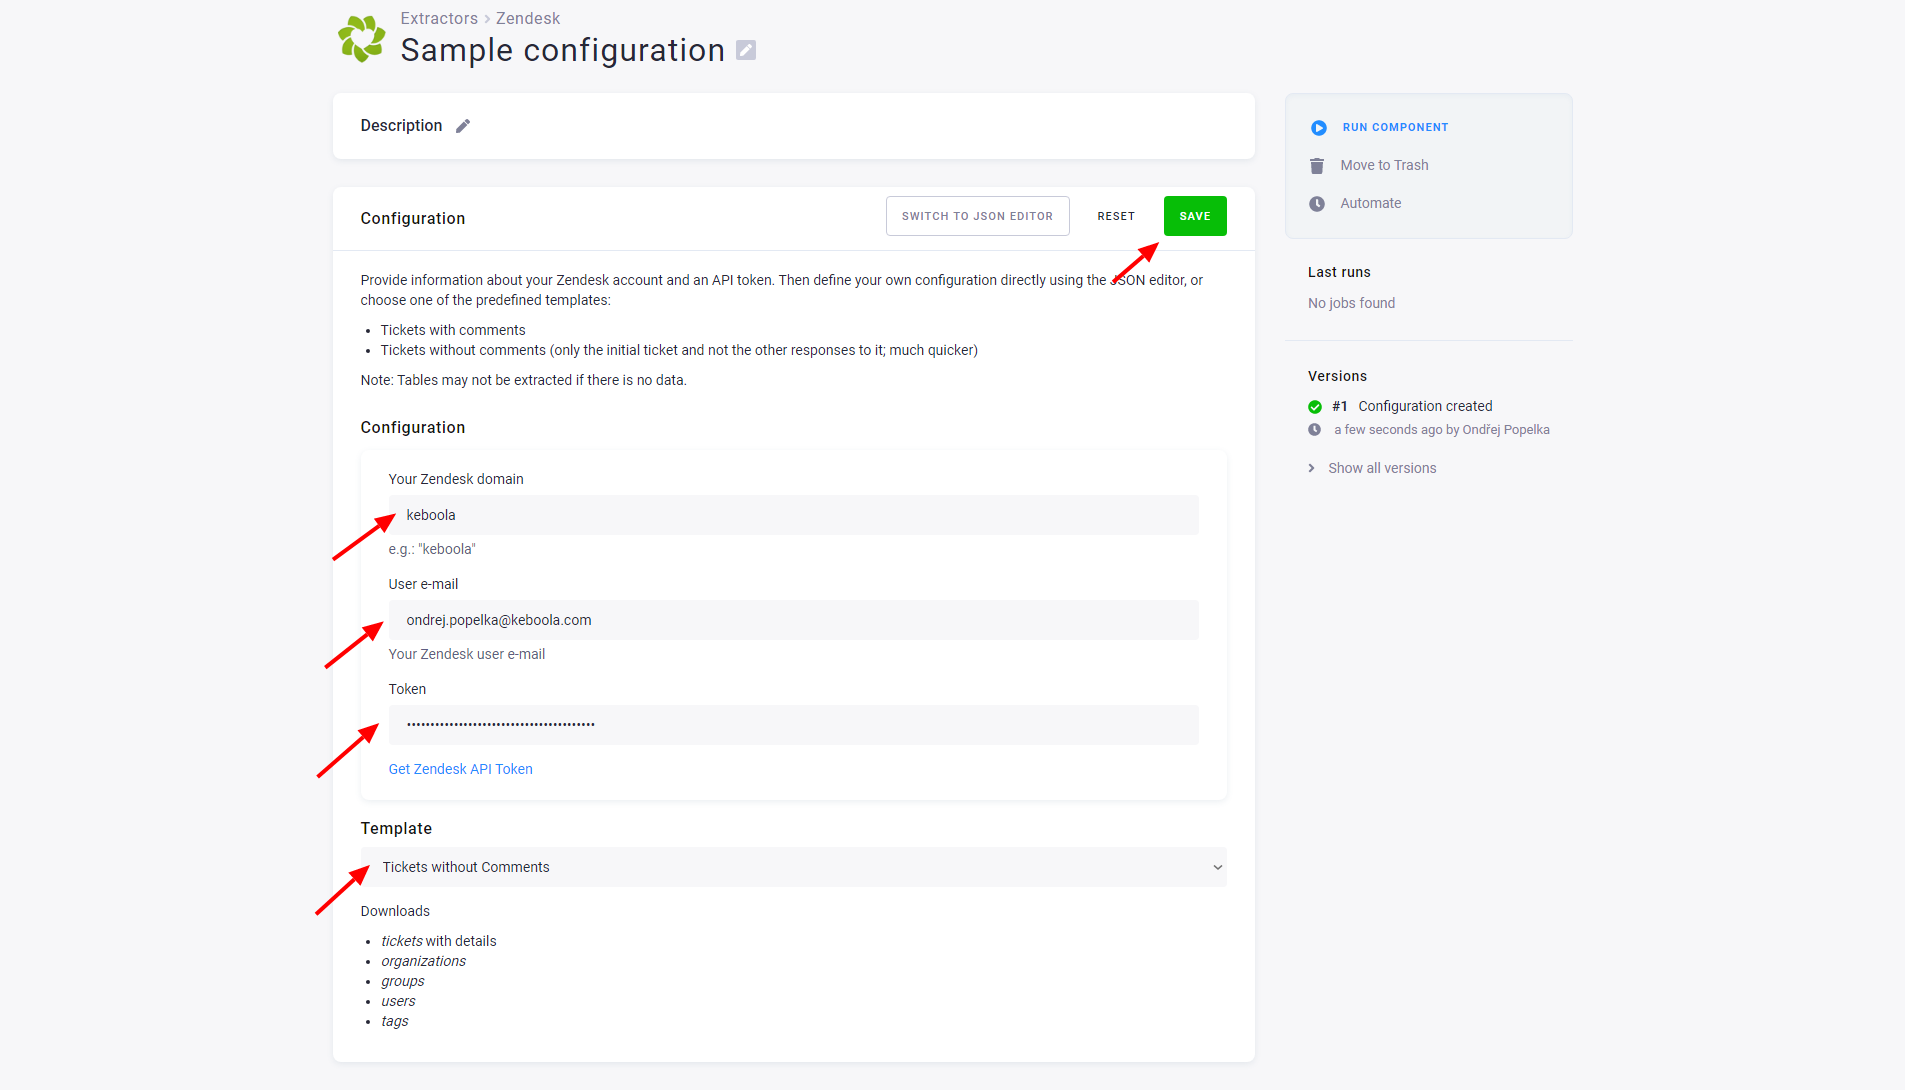 Extractors > Zendesk
Sample configuration
Description
Configuration
SWITCH TO JSON EDITOR
RESET
SAVE
Provide information about your Zendesk account and an API token. Then define your own configuration directly using the JSON editor, or
choose one of the predefined templates:
• Tickets with comments
• Tickets without comments (only the initial ticket and not the other responses to it; much quicker)
Note: Tables may not be extracted if there is no data.
Configuration
Your Zendesk domain
keboola
e.g.: "keboola"
User e-mail
ondrej.popelka@keboola.com
Your Zendesk user e-mail
Token
••••••••••••••••••••••••••••••••••••••••
Get Zendesk API Token
Template
Tickets without Comments
Downloads
• tickets with details
• organizations
• groups
• users
• tags
RUN COMPONENT
Move to Trash
Automate
Last runs
No jobs found
Versions
#1 Configuration created
a few seconds ago by Ondřej Popelka
> Show all versions